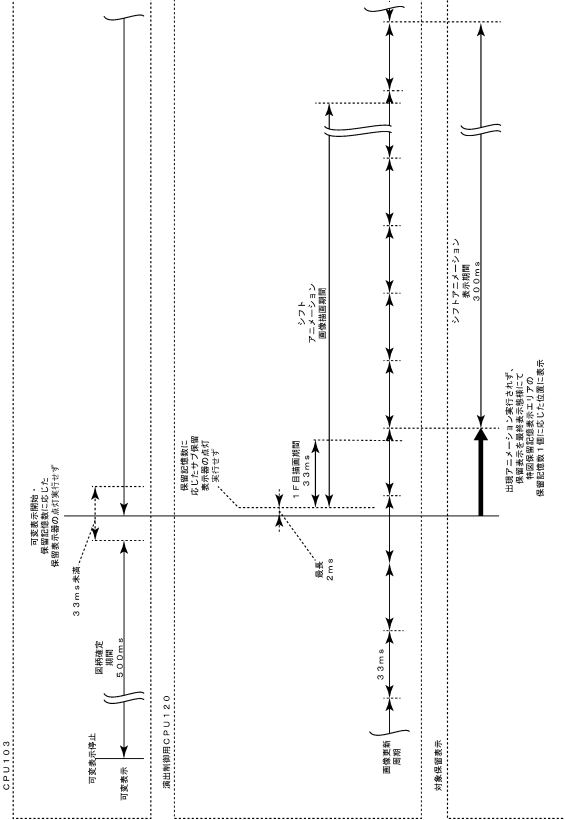 CPU103
可変表示停止
可変表示
図柄確定
期間
500ms
33ms未満
可変表示開始・
保留記憶数に応じた
保留表示器の点灯実行せず
演出制御用CPU120
保留記憶数に
応じたサブ保留
表示器の点灯
実行せず
最長
2ms
1F目描画期間
33ms
シフト
アニメーション
画像描画期間
画像更新
周期
33ms
対象保留表示
シフトアニメーション
表示期間
300ms
出現アニメーション実行されず、
保留表示を最終表示態様にて
特図保留記憶表示エリアの
保留記憶数1個に応じた位置に表示